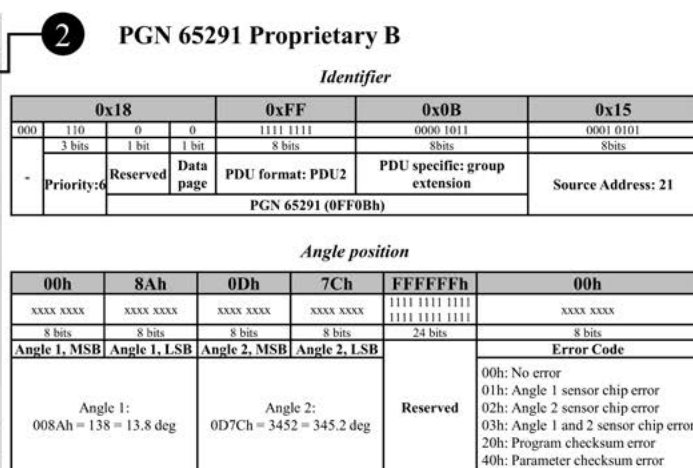 2
PGN 65291 Proprietary B
Identifier
0x18 0xFF 0x0B 0x15
000 110 0 0 1111 1111 0000 1011 0001 0101
3 bits 1 bit 1 bit 8 bits 8bits 8bits
- Priority:6 Reserved Data page PDU format: PDU2 PDU specific: group extension Source Address: 21
PGN 65291 (0FF0Bh)
Angle position
00h 8Ah 0Dh 7Ch FFFFFFh 00h
xxxx xxxx xxxx xxxx xxxx xxxx xxxx xxxx 1111 1111 1111 xxxx xxxx
1111 1111 1111
8 bits 8 bits 8 bits 8 bits 24 bits 8 bits
Angle 1, MSB Angle 1, LSB Angle 2, MSB Angle 2, LSB Error Code
Angle 1:
008Ah = 138 = 13.8 deg
Angle 2:
0D7Ch = 3452 = 345.2 deg
Reserved
00h: No error
01h: Angle 1 sensor chip error
02h: Angle 2 sensor chip error
03h: Angle 1 and 2 sensor chip error
20h: Program checksum error
40h: Parameter checksum error